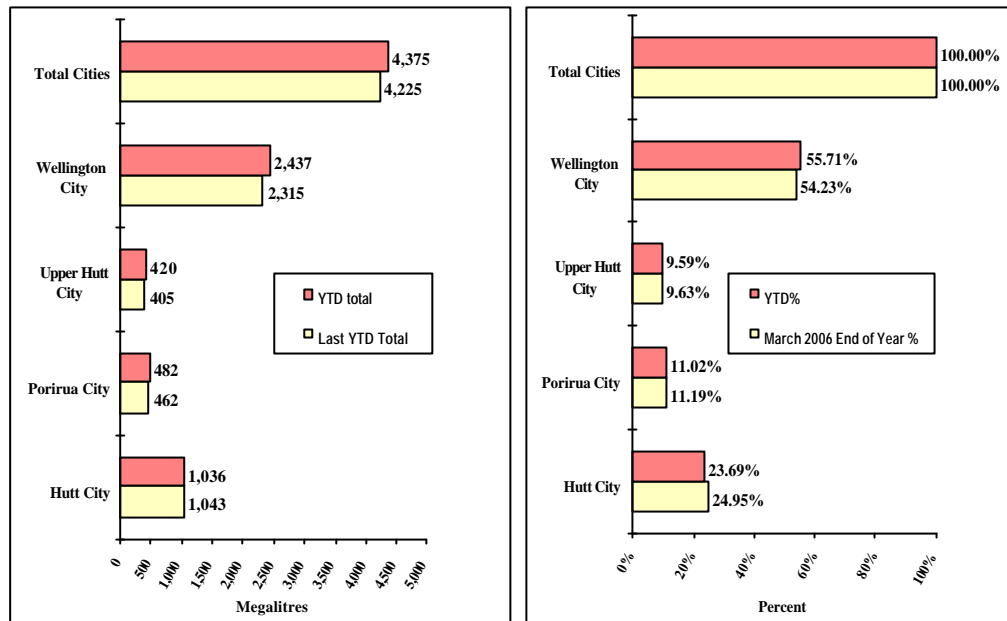 Total Cities
4,375
4,225
Wellington
City
2,437
2,315
Upper Hutt
City
420
405
YTD total
Last YTD Total
Porirua City
482
462
Hutt City
1,036
1,043
0
500
1,000
1,500
2,000
2,500
3,000
3,500
4,000
4,500
5,000
Megalitres
Total Cities
100.00%
100.00%
Wellington
City
55.71%
54.23%
Upper Hutt
City
9.59%
9.63%
YTD%
March 2006 End of Year %
Porirua City
11.02%
11.19%
Hutt City
23.69%
24.95%
0%
20%
40%
60%
80%
100%
Percent